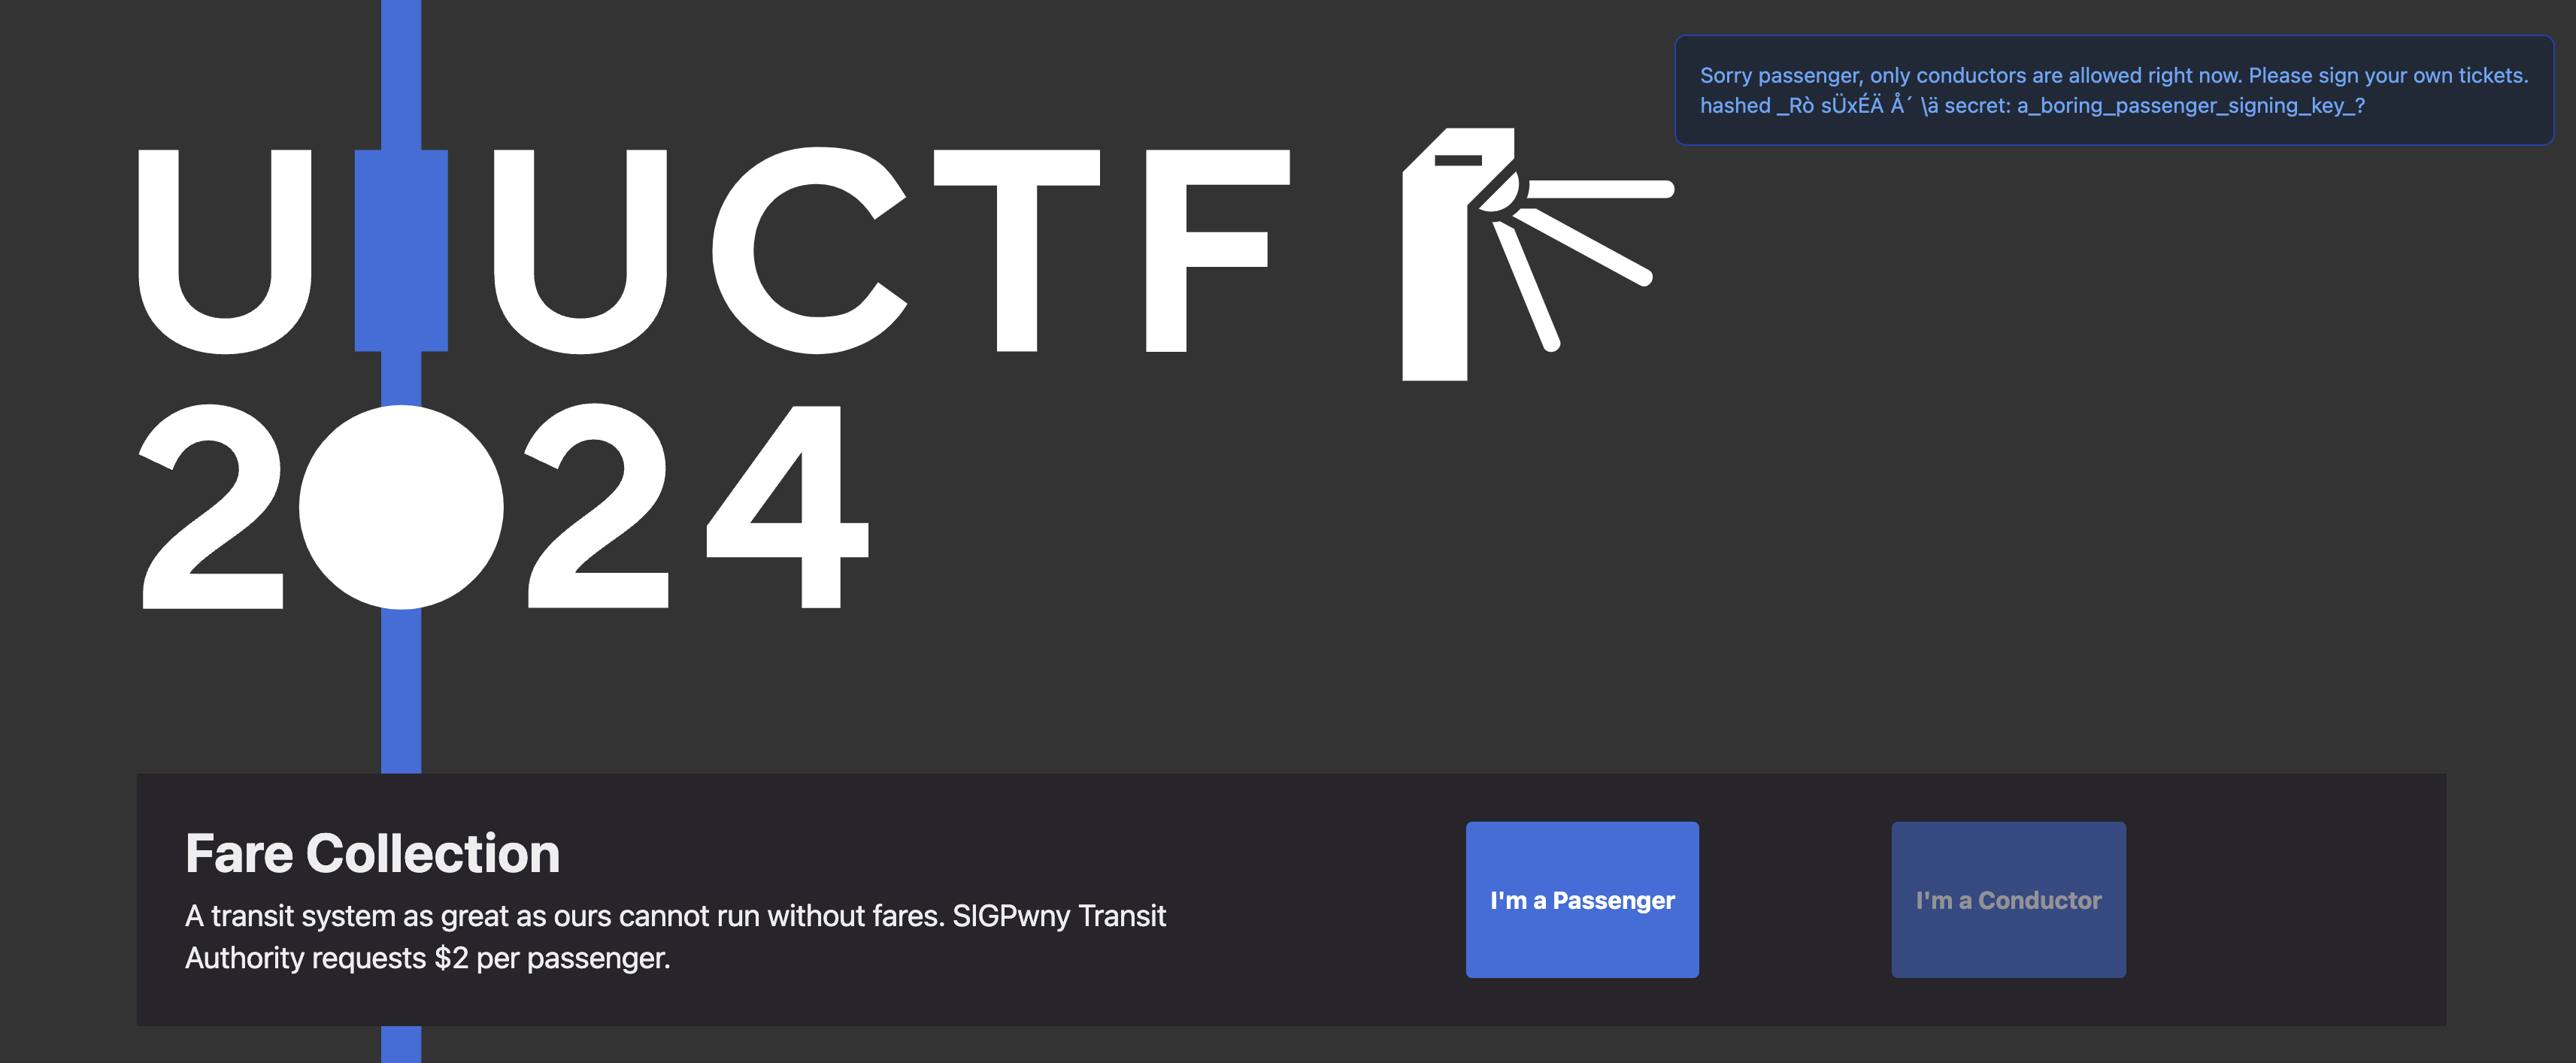 Sorry passenger, only conductors are allowed right now. Please sign your own tickets.
hashed _Rò sÜxÉÄ Å´ \ä secret: a_boring_passenger_signing_key_?
UIUCTF
2024
Fare Collection
A transit system as great as ours cannot run without fares. SIGPwny Transit
Authority requests $2 per passenger.
I'm a Passenger
I'm a Conductor